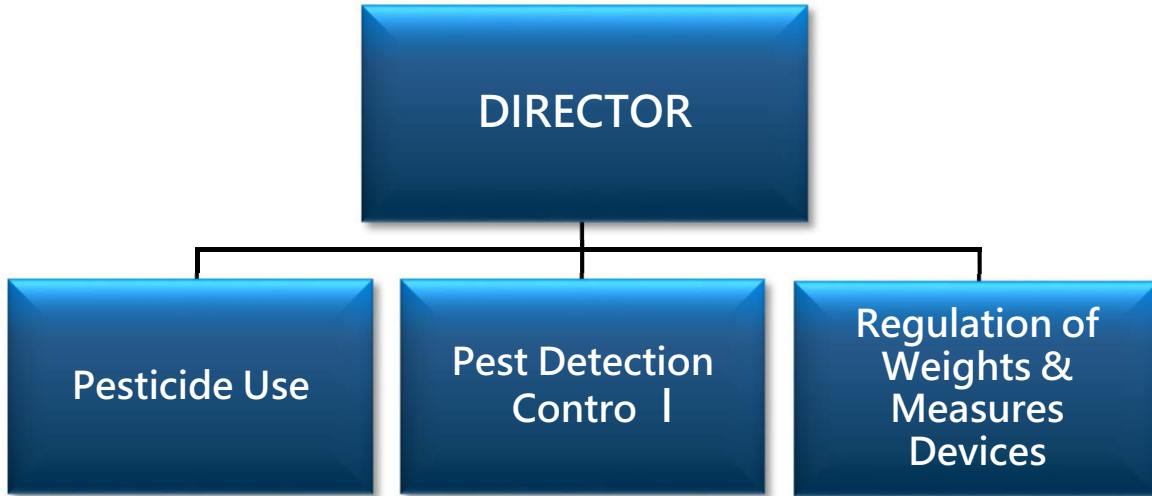 DIRECTOR
Pesticide Use
Pest Detection
Contro l
Regulation of
Weights &
Measures
Devices